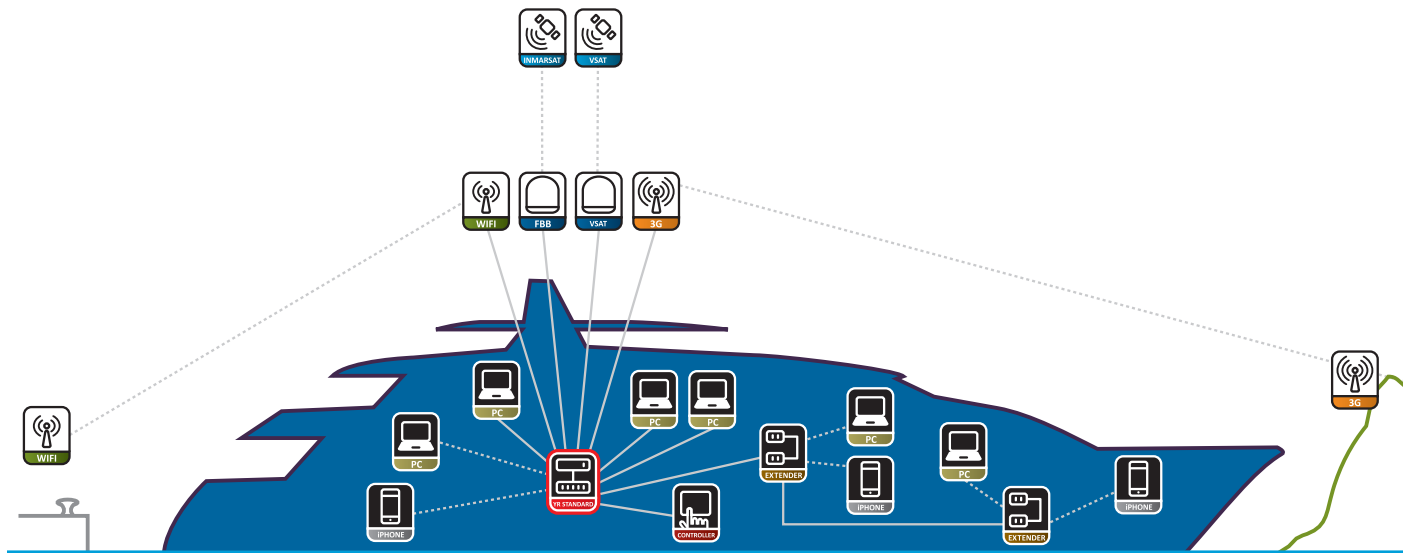 INMARSAT
VSAT
WIFI
FBB
VSAT
3G
PC
PC
PC
PC
PC
PC
WIFI
3G
YR STANDARD
EXTENDER
iPHONE
iPHONE
iPHONE
CONTROLLER
EXTENDER